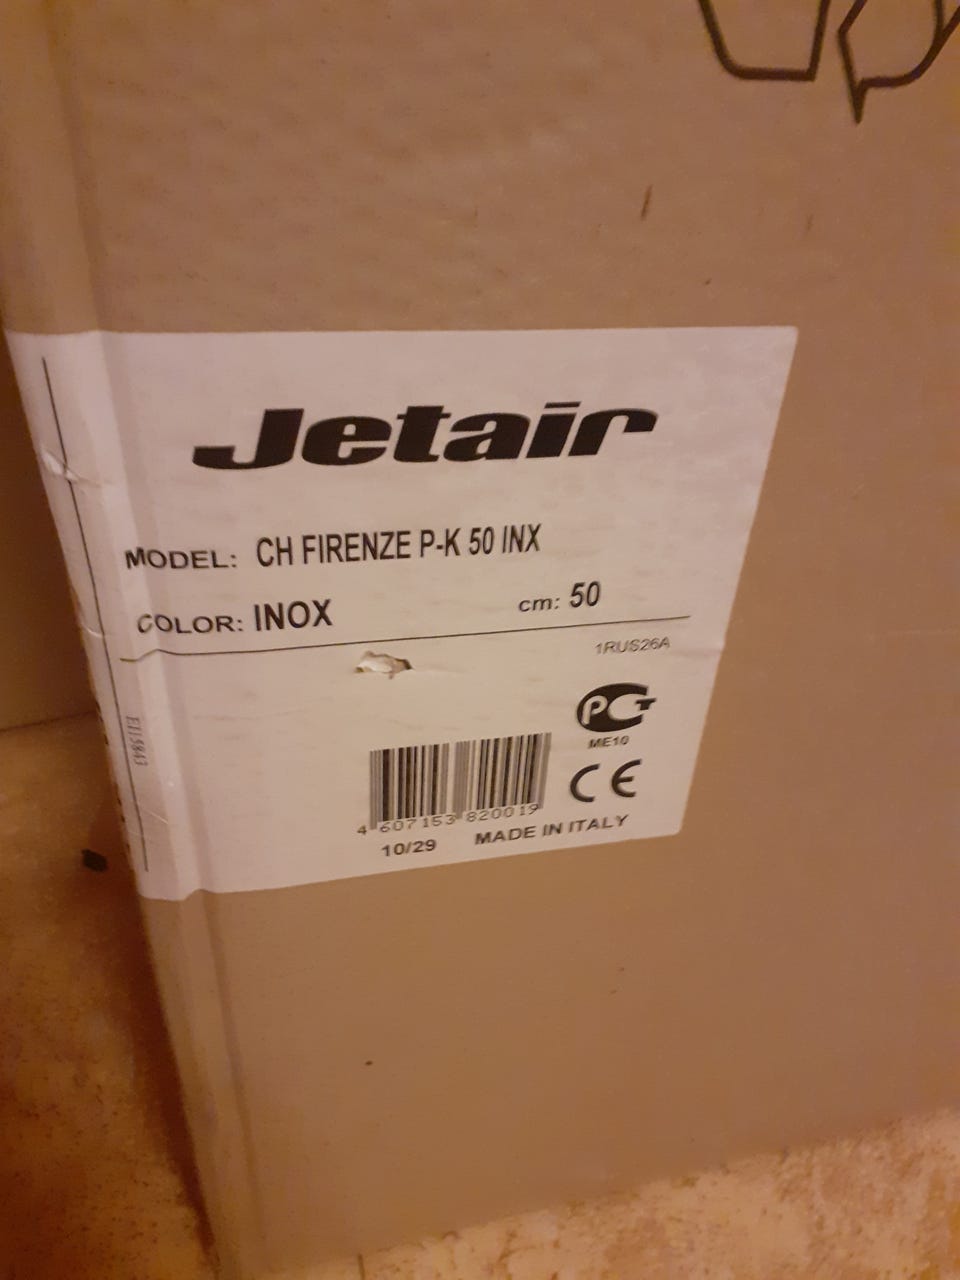 Jetair
MODEL: CH FIRENZE P-K 50 INX
COLOR: INOX cm: 50
1RUS26A
РСТ
ME10
CE
4 607153 820019
10/29 MADE IN ITALY